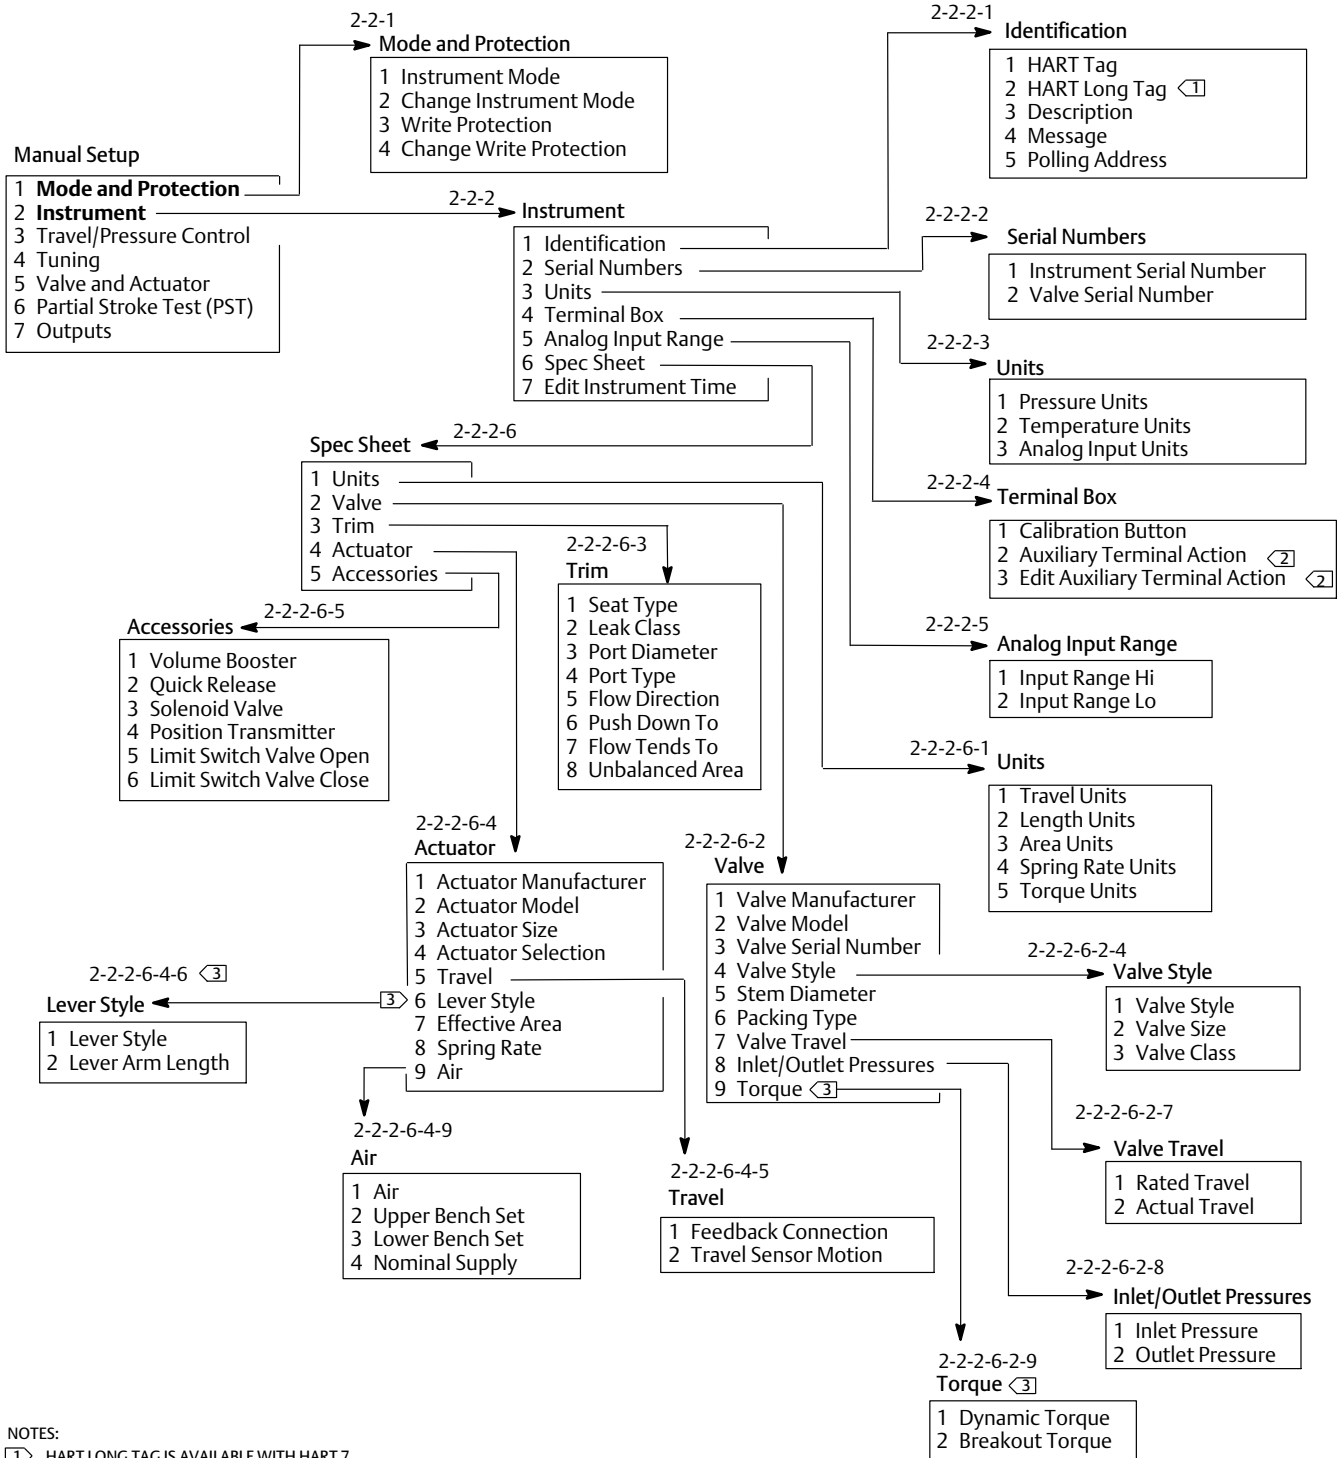 Manual Setup
1 Mode and Protection
2 Instrument
3 Travel/Pressure Control
4 Tuning
5 Valve and Actuator
6 Partial Stroke Test (PST)
7 Outputs
2-2-1
Mode and Protection
1 Instrument Mode
2 Change Instrument Mode
3 Write Protection
4 Change Write Protection
2-2-2
Instrument
1 Identification
2 Serial Numbers
3 Units
4 Terminal Box
5 Analog Input Range
6 Spec Sheet
7 Edit Instrument Time
2-2-2-1
Identification
1 HART Tag
2 HART Long Tag 1
3 Description
4 Message
5 Polling Address
2-2-2-2
Serial Numbers
1 Instrument Serial Number
2 Valve Serial Number
2-2-2-3
Units
1 Pressure Units
2 Temperature Units
3 Analog Input Units
2-2-2-4
Terminal Box
1 Calibration Button
2 Auxiliary Terminal Action 2
3 Edit Auxiliary Terminal Action 2
2-2-2-5
Analog Input Range
1 Input Range Hi
2 Input Range Lo
2-2-2-6
Spec Sheet
1 Units
2 Valve
3 Trim
4 Actuator
5 Accessories
2-2-2-6-1
Units
1 Travel Units
2 Length Units
3 Area Units
4 Spring Rate Units
5 Torque Units
2-2-2-6-3
Trim
1 Seat Type
2 Leak Class
3 Port Diameter
4 Port Type
5 Flow Direction
6 Push Down To
7 Flow Tends To
8 Unbalanced Area
2-2-2-6-5
Accessories
1 Volume Booster
2 Quick Release
3 Solenoid Valve
4 Position Transmitter
5 Limit Switch Valve Open
6 Limit Switch Valve Close
2-2-2-6-4
Actuator
1 Actuator Manufacturer
2 Actuator Model
3 Actuator Size
4 Actuator Selection
5 Travel
3 6 Lever Style
7 Effective Area
8 Spring Rate
9 Air
2-2-2-6-2
Valve
1 Valve Manufacturer
2 Valve Model
3 Valve Serial Number
4 Valve Style
5 Stem Diameter
6 Packing Type
7 Valve Travel
8 Inlet/Outlet Pressures
9 Torque 3
2-2-2-6-4-6 3
Lever Style
1 Lever Style
2 Lever Arm Length
2-2-2-6-4-9
Air
1 Air
2 Upper Bench Set
3 Lower Bench Set
4 Nominal Supply
2-2-2-6-4-5
Travel
1 Feedback Connection
2 Travel Sensor Motion
2-2-2-6-2-4
Valve Style
1 Valve Style
2 Valve Size
3 Valve Class
2-2-2-6-2-7
Valve Travel
1 Rated Travel
2 Actual Travel
2-2-2-6-2-8
Inlet/Outlet Pressures
1 Inlet Pressure
2 Outlet Pressure
2-2-2-6-2-9
Torque 3
1 Dynamic Torque
2 Breakout Torque
NOTES:
1 HART LONG TAG IS AVAILABLE WITH HART 7